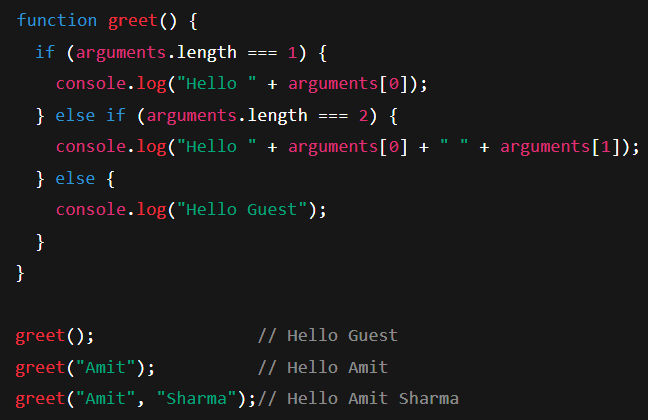 function greet() {
  if (arguments.length === 1) {
    console.log("Hello " + arguments[0]);
  } else if (arguments.length === 2) {
    console.log("Hello " + arguments[0] + " " + arguments[1]);
  } else {
    console.log("Hello Guest");
  }
}

greet();                // Hello Guest
greet("Amit");          // Hello Amit
greet("Amit", "Sharma");// Hello Amit Sharma